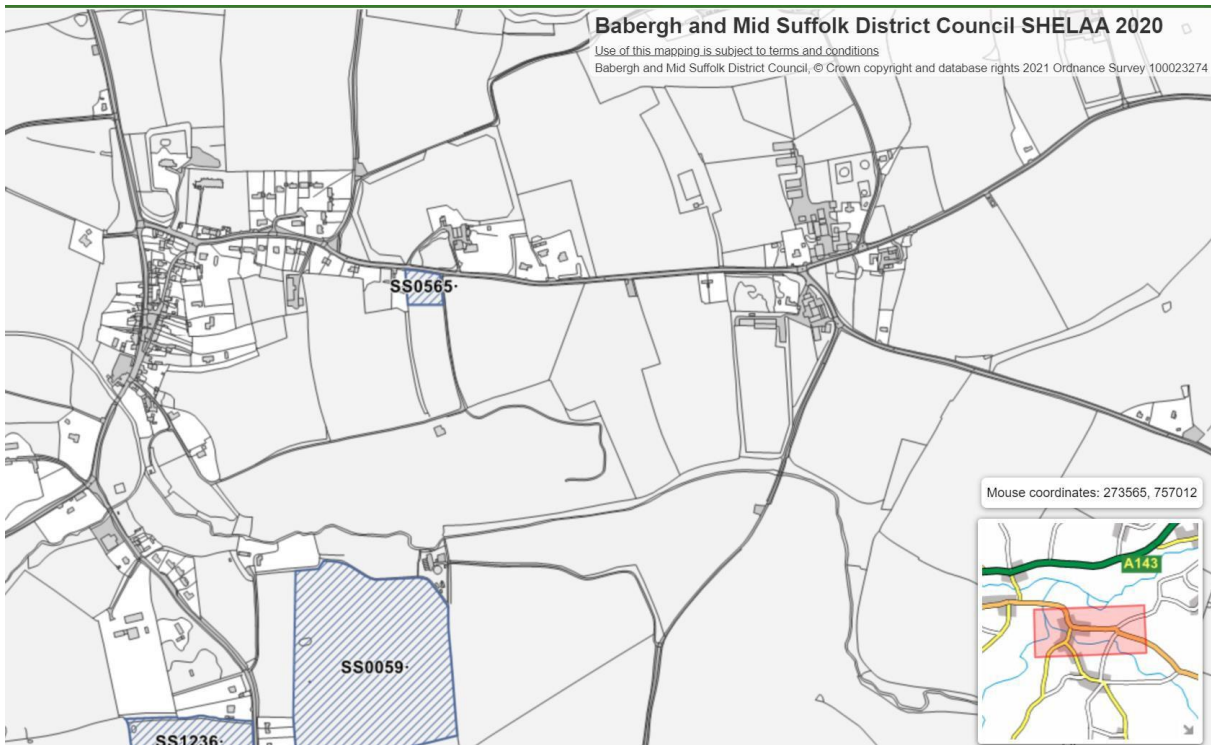 Babergh and Mid Suffolk District Council SHELAA 2020
Use of this mapping is subject to terms and conditions
Babergh and Mid Suffolk District Council, © Crown copyright and database rights 2021 Ordnance Survey 100023274
SS0565
Mouse coordinates: 273565, 757012
A143
SS0059
SS1236